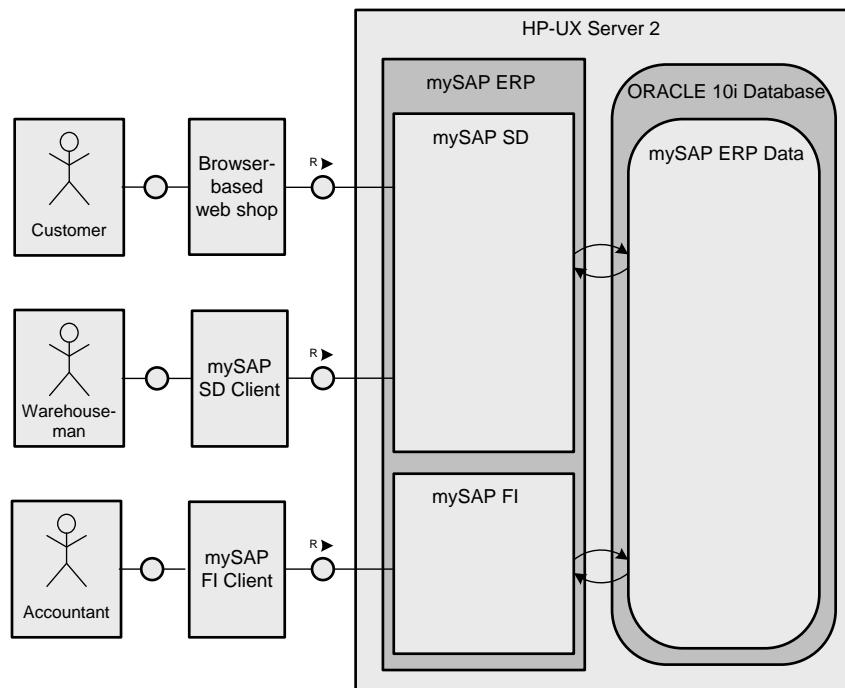 HP-UX Server 2
mySAP ERP
ORACLE 10i Database
mySAP SD
mySAP ERP Data
Customer
Browser-
based
web shop
R
Warehouse-
man
mySAP
SD Client
R
mySAP FI
Accountant
mySAP
FI Client
R